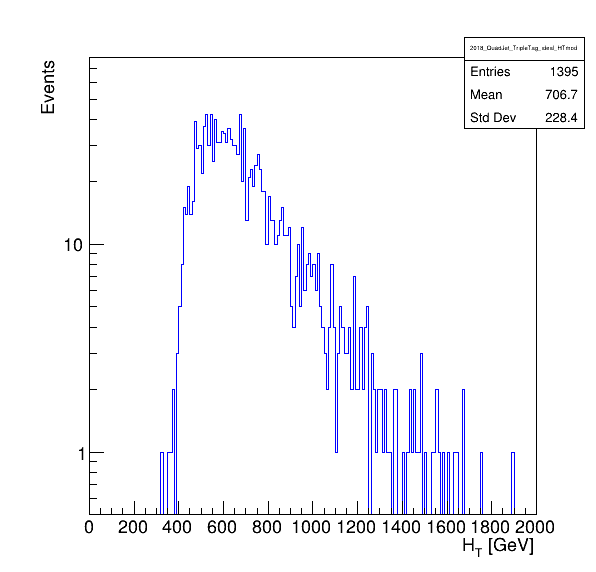 2018_QuadJet_TripleTag_ideal_HTmod
Entries 1395
Mean 706.7
Std Dev 228.4
Events
10
1
0 200 400 600 800 1000 1200 1400 1600 1800 2000
H_T [GeV]